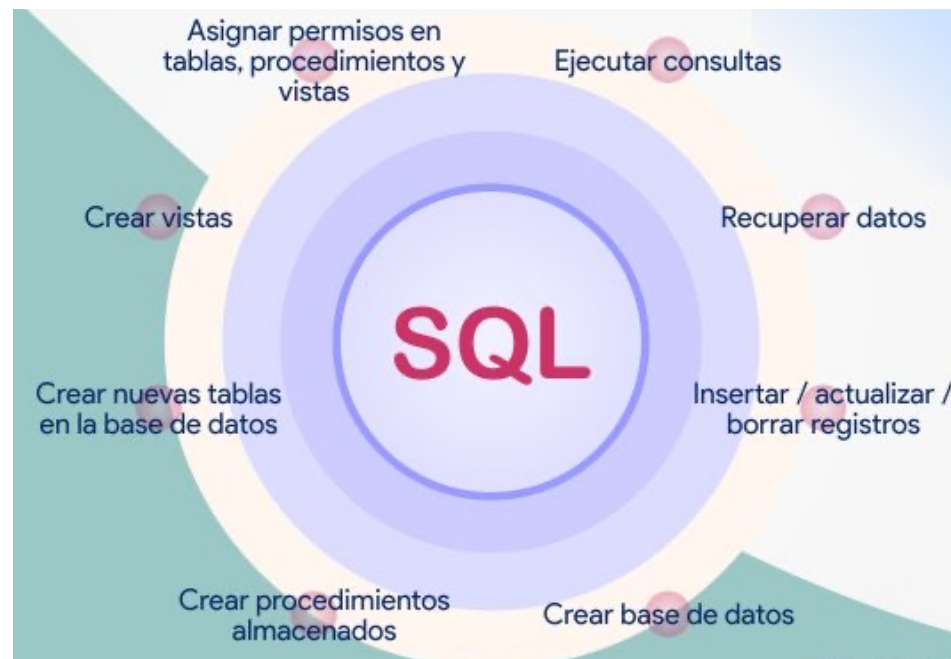 Asignar permisos en
tablas, procedimientos y
vistas
Ejecutar consultas
Crear vistas
Recuperar datos
SQL
Crear nuevas tablas
en la base de datos
Insertar / actualizar /
borrar registros
Crear procedimientos
almacenados
Crear base de datos